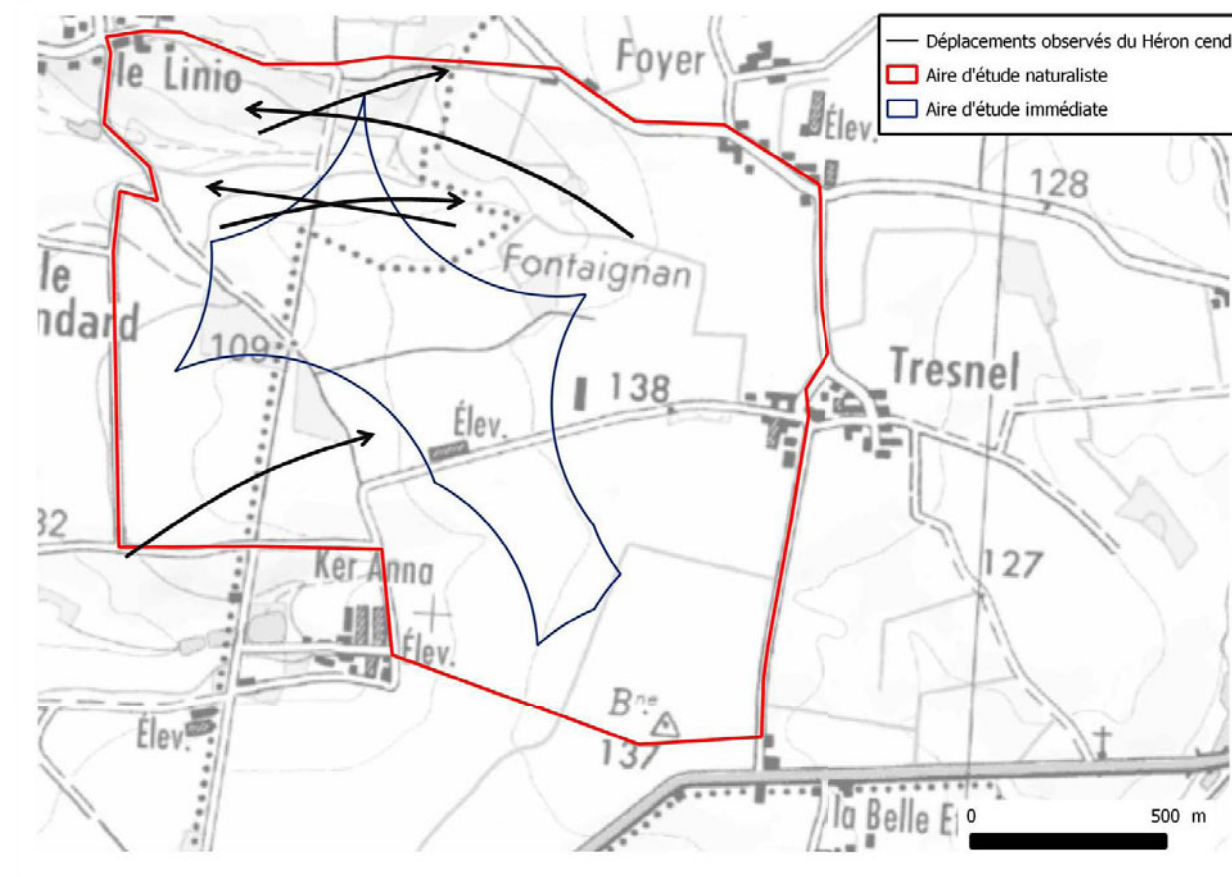 Déplacements observés du Héron cend
Aire d'étude naturaliste
Aire d'étude immédiate
le Linio
Foyer
Élev.
128
Fontaignan
le
ndard
109
138
Tresnel
Élev.
32
Ker Anna
127
Élev.
Bne
137
Élev.
la Belle E
0 500 m